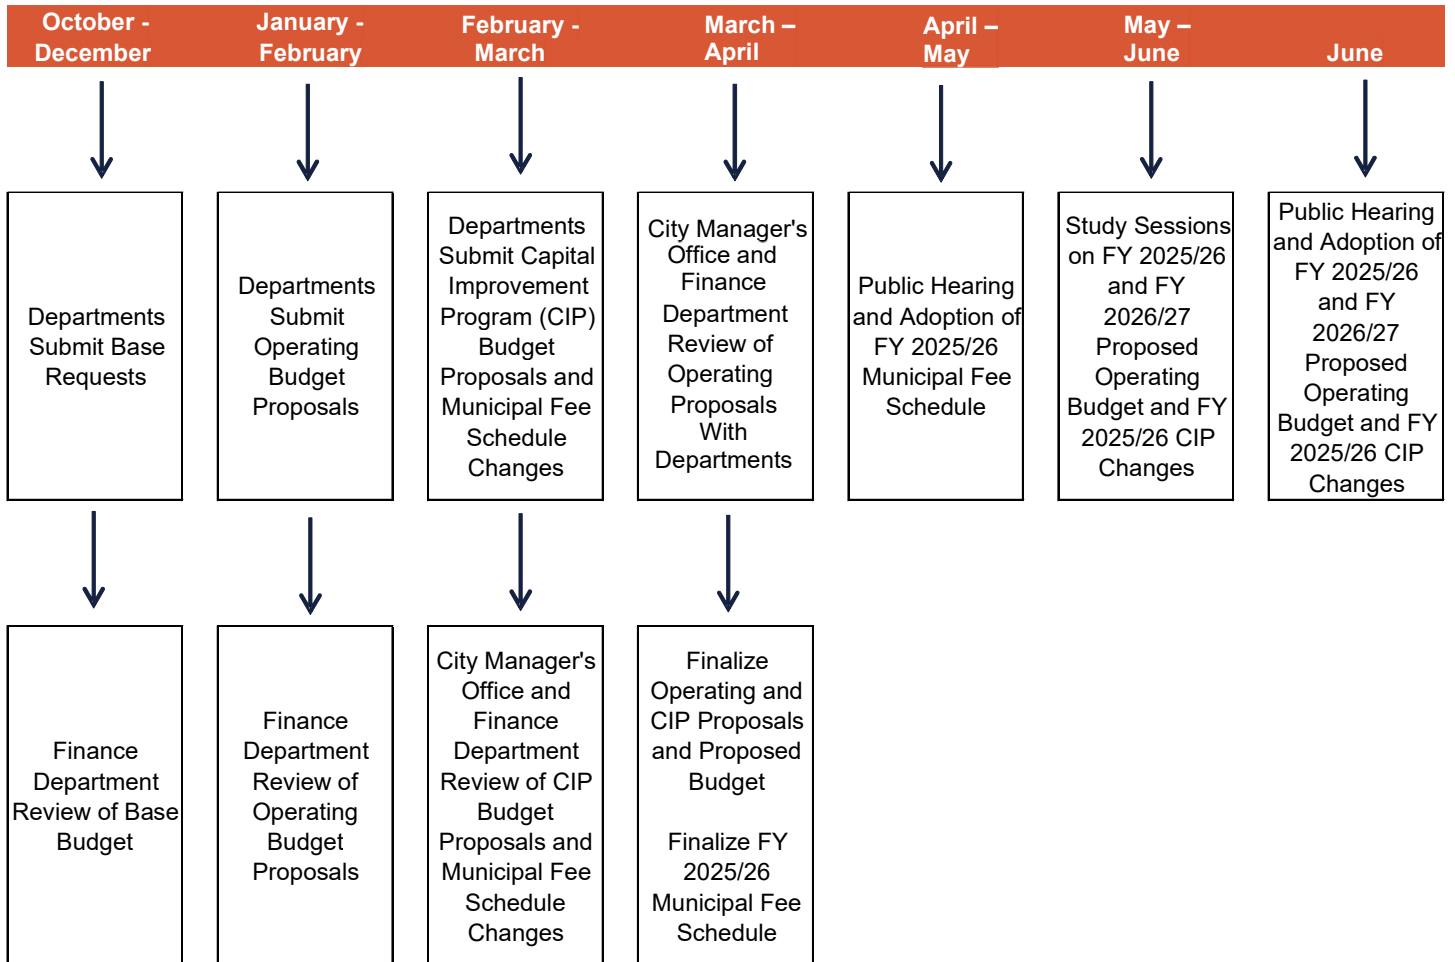 October -
December
January -
February
February -
March
March –
April
April –
May
May –
June
June
Departments
Submit Base
Requests
Departments
Submit
Operating
Budget
Proposals
Departments
Submit Capital
Improvement
Program (CIP)
Budget
Proposals and
Municipal Fee
Schedule
Changes
City Manager's
Office and
Finance
Department
Review of
Operating
Proposals
With
Departments
Public Hearing
and Adoption of
FY 2025/26
Municipal Fee
Schedule
Study Sessions
on FY 2025/26
and FY
2026/27
Proposed
Operating
Budget and FY
2025/26 CIP
Changes
Public Hearing
and Adoption of
FY 2025/26
and FY
2026/27
Proposed
Operating
Budget and FY
2025/26 CIP
Changes
Finance
Department
Review of Base
Budget
Finance
Department
Review of
Operating
Budget
Proposals
City Manager's
Office and
Finance
Department
Review of CIP
Budget
Proposals and
Municipal Fee
Schedule
Changes
Finalize
Operating and
CIP Proposals
and Proposed
Budget
Finalize FY
2025/26
Municipal Fee
Schedule